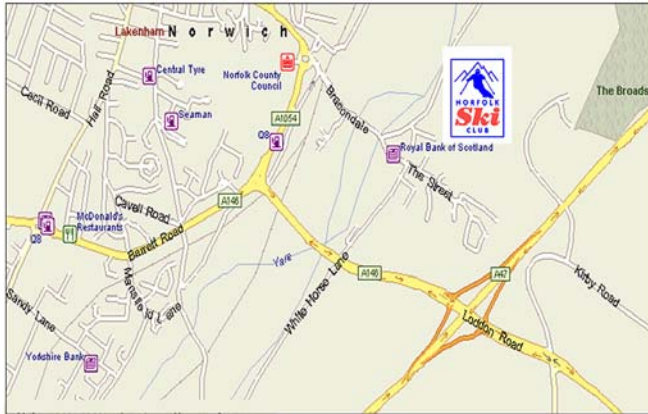 Lakenham
Norwich
Central Tyre
Norfolk County
Council
Cecil Road
Hall Road
Seaman
A1054
Q8
Bracondale
NORFOLK
Ski
CLUB
The Broads
Royal Bank of Scotland
The Street
Cavell Road
A146
McDonald's
Restaurants
Q8
Barrett Road
Yare
White Horse Lane
A146
A47
Kirby Road
Loddon Road
Mansfield Lane
Sandy Lane
Yorkshire Bank